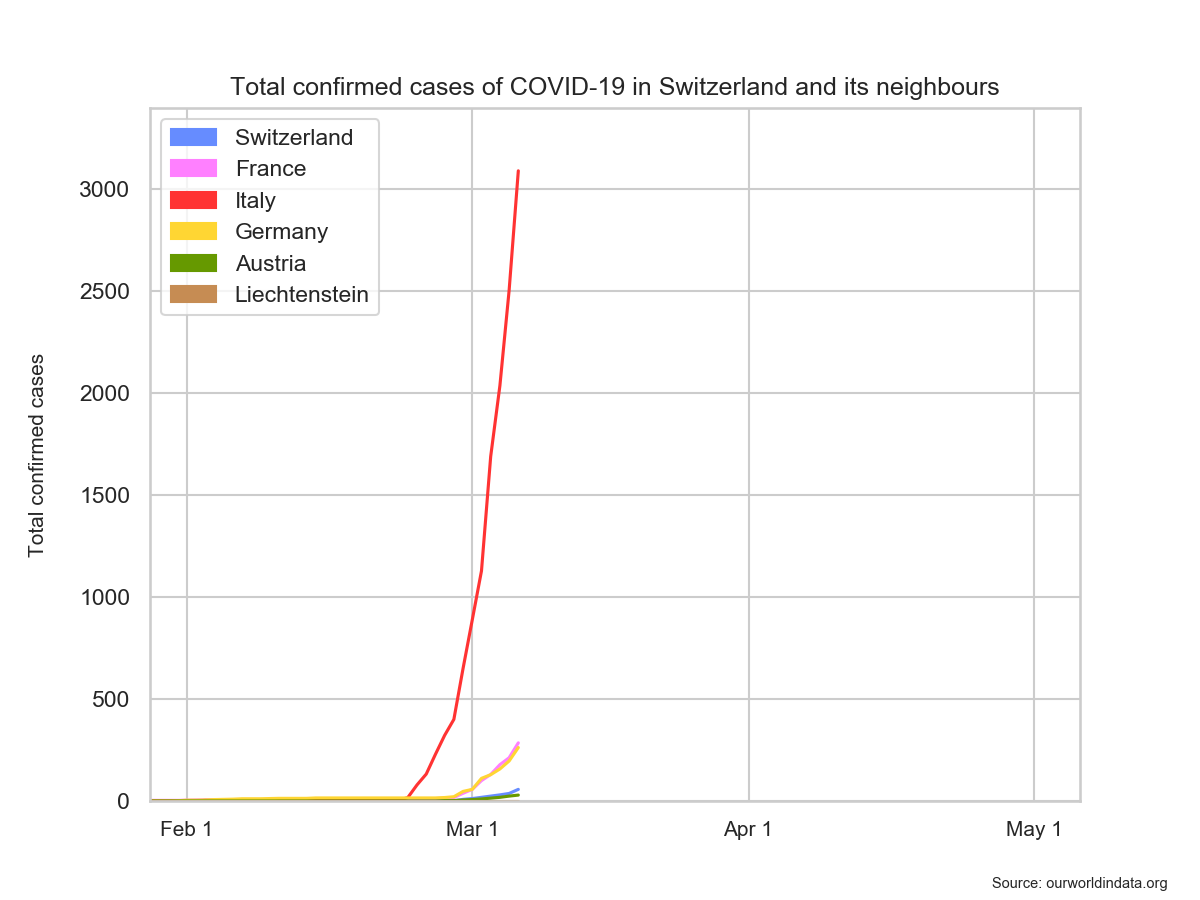 Total confirmed cases of COVID-19 in Switzerland and its neighbours
Switzerland
France
Italy
Germany
Austria
Liechtenstein
Total confirmed cases
3000
2500
2000
1500
1000
500
0
Feb 1 Mar 1 Apr 1 May 1
Source: ourworldindata.org